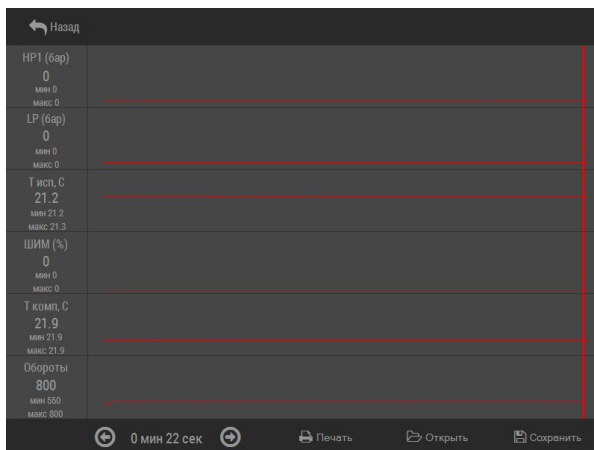 Назад
HP1 (бар)
0
мин 0
макс 0
LP (бар)
0
мин 0
макс 0
Т исп, С
21.2
мин 21.2
макс 21.3
ШИМ (%)
0
мин 0
макс 0
Т комп, С
21.9
мин 21.9
макс 21.9
Обороты
800
мин 550
макс 800
0 мин 22 сек
Печать
Открыть
Сохранить